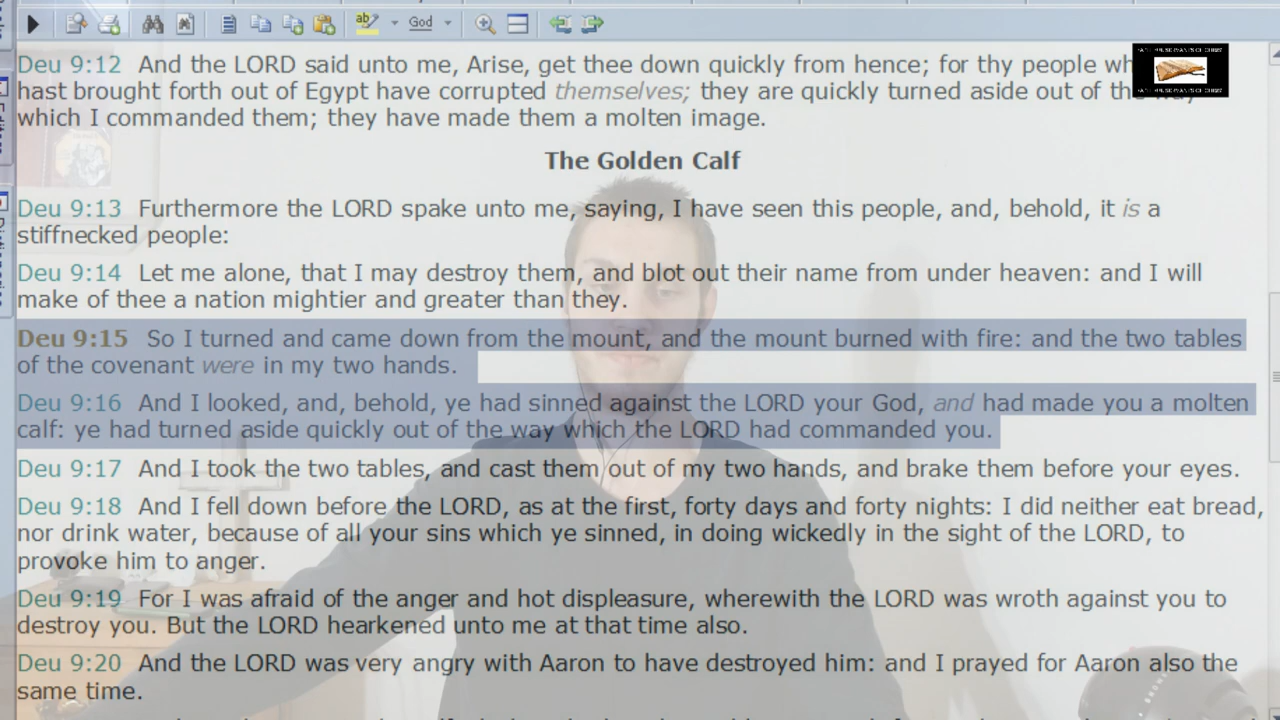 God
Deu 9:12 And the LORD said unto me, Arise, get thee down quickly from hence; for thy people
hast brought forth out of Egypt have corrupted themselves; they are quickly turned aside out of the way
which I commanded them; they have made them a molten image.
The Golden Calf
Deu 9:13 Furthermore the LORD spake unto me, saying, I have seen this people, and, behold, it is a
stiffnecked people:
Deu 9:14 Let me alone, that I may destroy them, and blot out their name from under heaven: and I will
make of thee a nation mightier and greater than they.
Deu 9:15 So I turned and came down from the mount, and the mount burned with fire: and the two tables
of the covenant were in my two hands.
Deu 9:16 And I looked, and, behold, ye had sinned against the LORD your God, and had made you a molten
calf: ye had turned aside quickly out of the way which the LORD had commanded you.
Deu 9:17 And I took the two tables, and cast them out of my two hands, and brake them before your eyes.
Deu 9:18 And I fell down before the LORD, as at the first, forty days and forty nights: I did neither eat bread,
nor drink water, because of all your sins which ye sinned, in doing wickedly in the sight of the LORD, to
provoke him to anger.
Deu 9:19 For I was afraid of the anger and hot displeasure, wherewith the LORD was wroth against you to
destroy you. But the LORD hearkened unto me at that time also.
Deu 9:20 And the LORD was very angry with Aaron to have destroyed him: and I prayed for Aaron also the
same time.